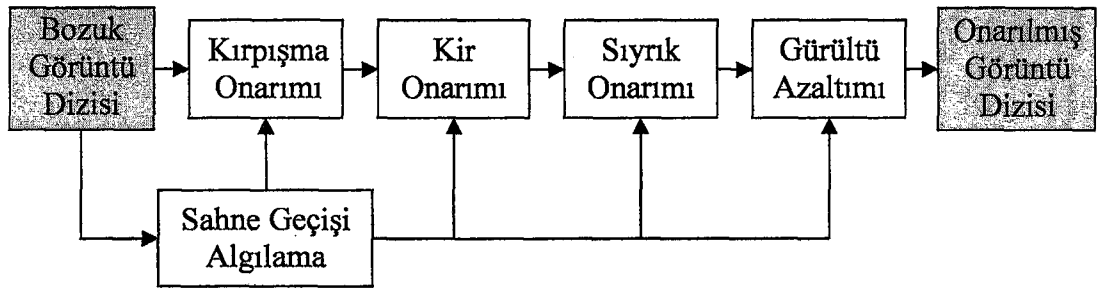 Bozuk
Görüntü
Dizisi
Kırpışma
Onarımı
Kir
Onarımı
Sıyrık
Onarımı
Gürültü
Azaltımı
Onarılmış
Görüntü
Dizisi
Sahne Geçişi
Algılama